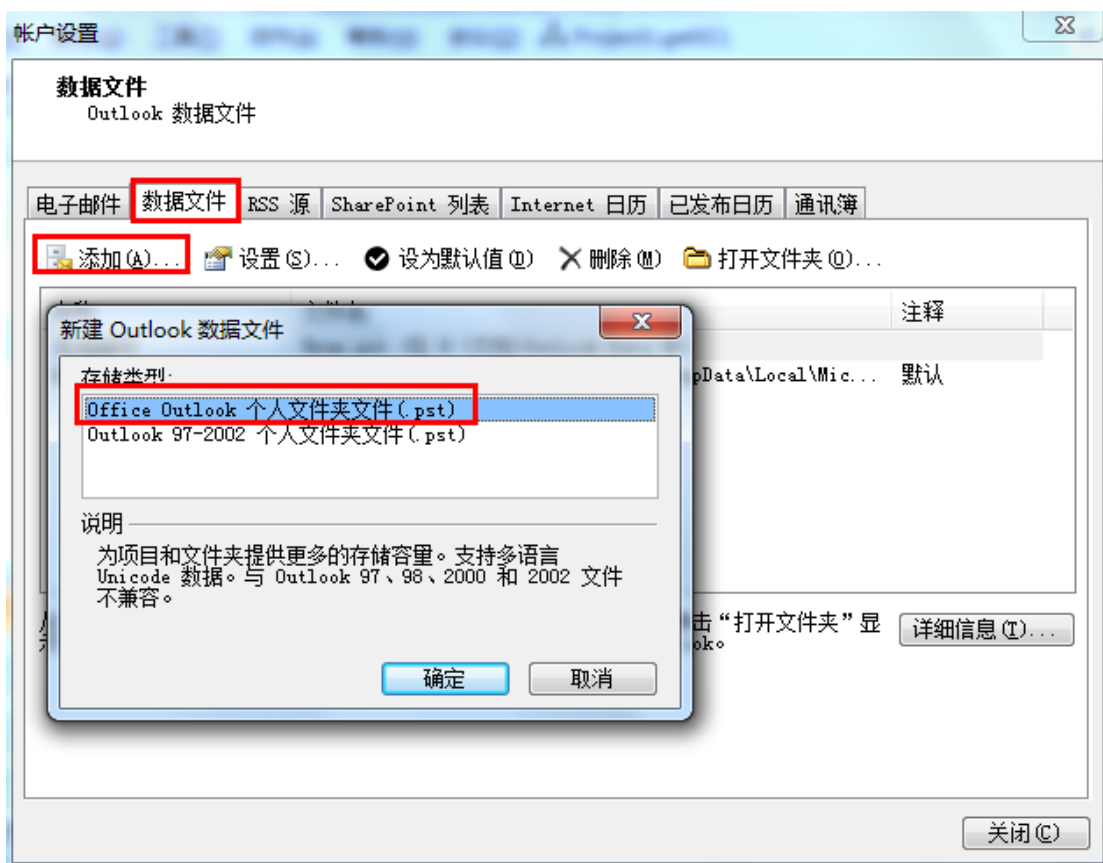 帐户设置
数据文件
Outlook 数据文件
电子邮件 数据文件 RSS 源 SharePoint 列表 Internet 日历 已发布日历 通讯簿
添加(A)... 设置(S)... 设为默认值(D) 删除(M) 打开文件夹(O)...
注释
新建 Outlook 数据文件
存储类型:
pData\Local\Mic... 默认
Office Outlook 个人文件夹文件(.pst)
Outlook 97-2002 个人文件夹文件(.pst)
说明
为项目和文件夹提供更多的存储容量。支持多语言
Unicode 数据。与 Outlook 97、98、2000 和 2002 文件
不兼容。
击“打开文件夹”显
ok。
详细信息(T)...
确定 取消
关闭(C)